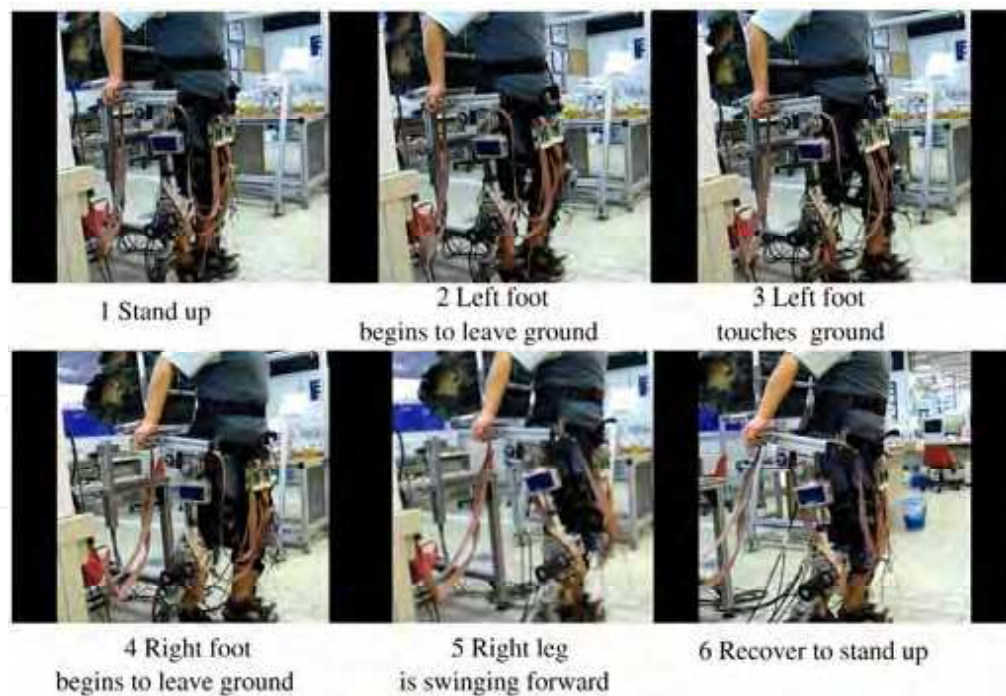 1 Stand up
2 Left foot
begins to leave ground
3 Left foot
touches ground
4 Right foot
begins to leave ground
5 Right leg
is swinging forward
6 Recover to stand up